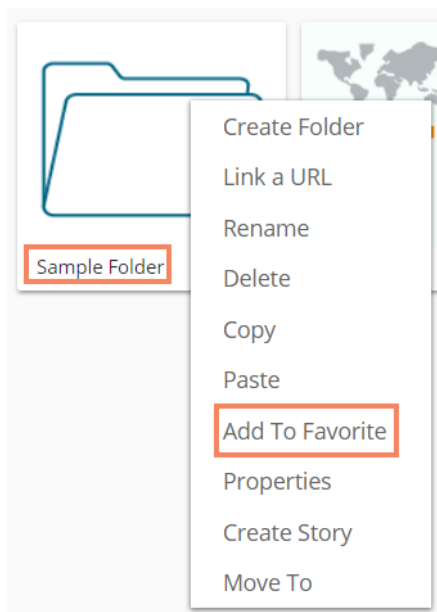 Sample Folder
Create Folder
Link a URL
Rename
Delete
Copy
Paste
Add To Favorite
Properties
Create Story
Move To